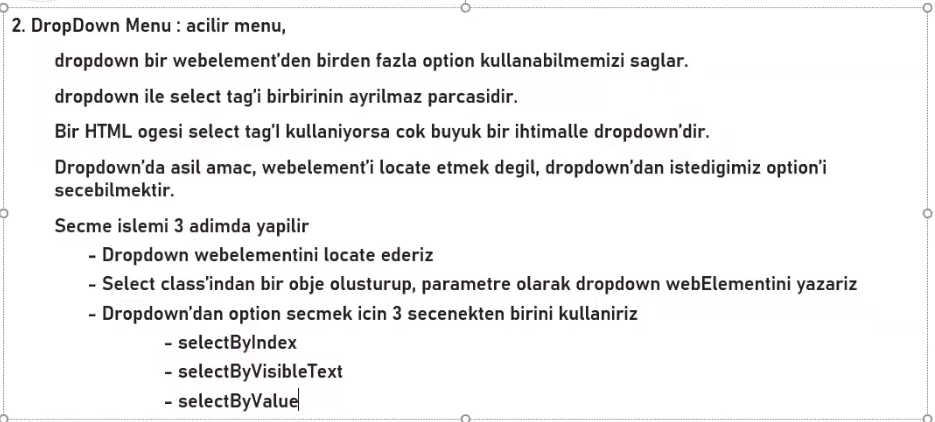 2. DropDown Menu : acilir menu,
dropdown bir webelement'den birden fazla option kullanabilmemizi saglar.
dropdown ile select tag'i birbirinin ayrilmaz parcasidir.
Bir HTML ogesi select tag'I kullaniyorsa cok buyuk bir ihtimalle dropdown'dir.
Dropdown'da asil amac, webelement'i locate etmek degil, dropdown'dan istedigimiz option'i
secebilmektir.
Secme islemi 3 adimda yapilir
- Dropdown webelementini locate ederiz
- Select class'indan bir obje olusturup, parametre olarak dropdown webElementini yazariz
- Dropdown'dan option secmek icin 3 secenekten birini kullaniriz
- selectByIndex
- selectByVisibleText
- selectByValue